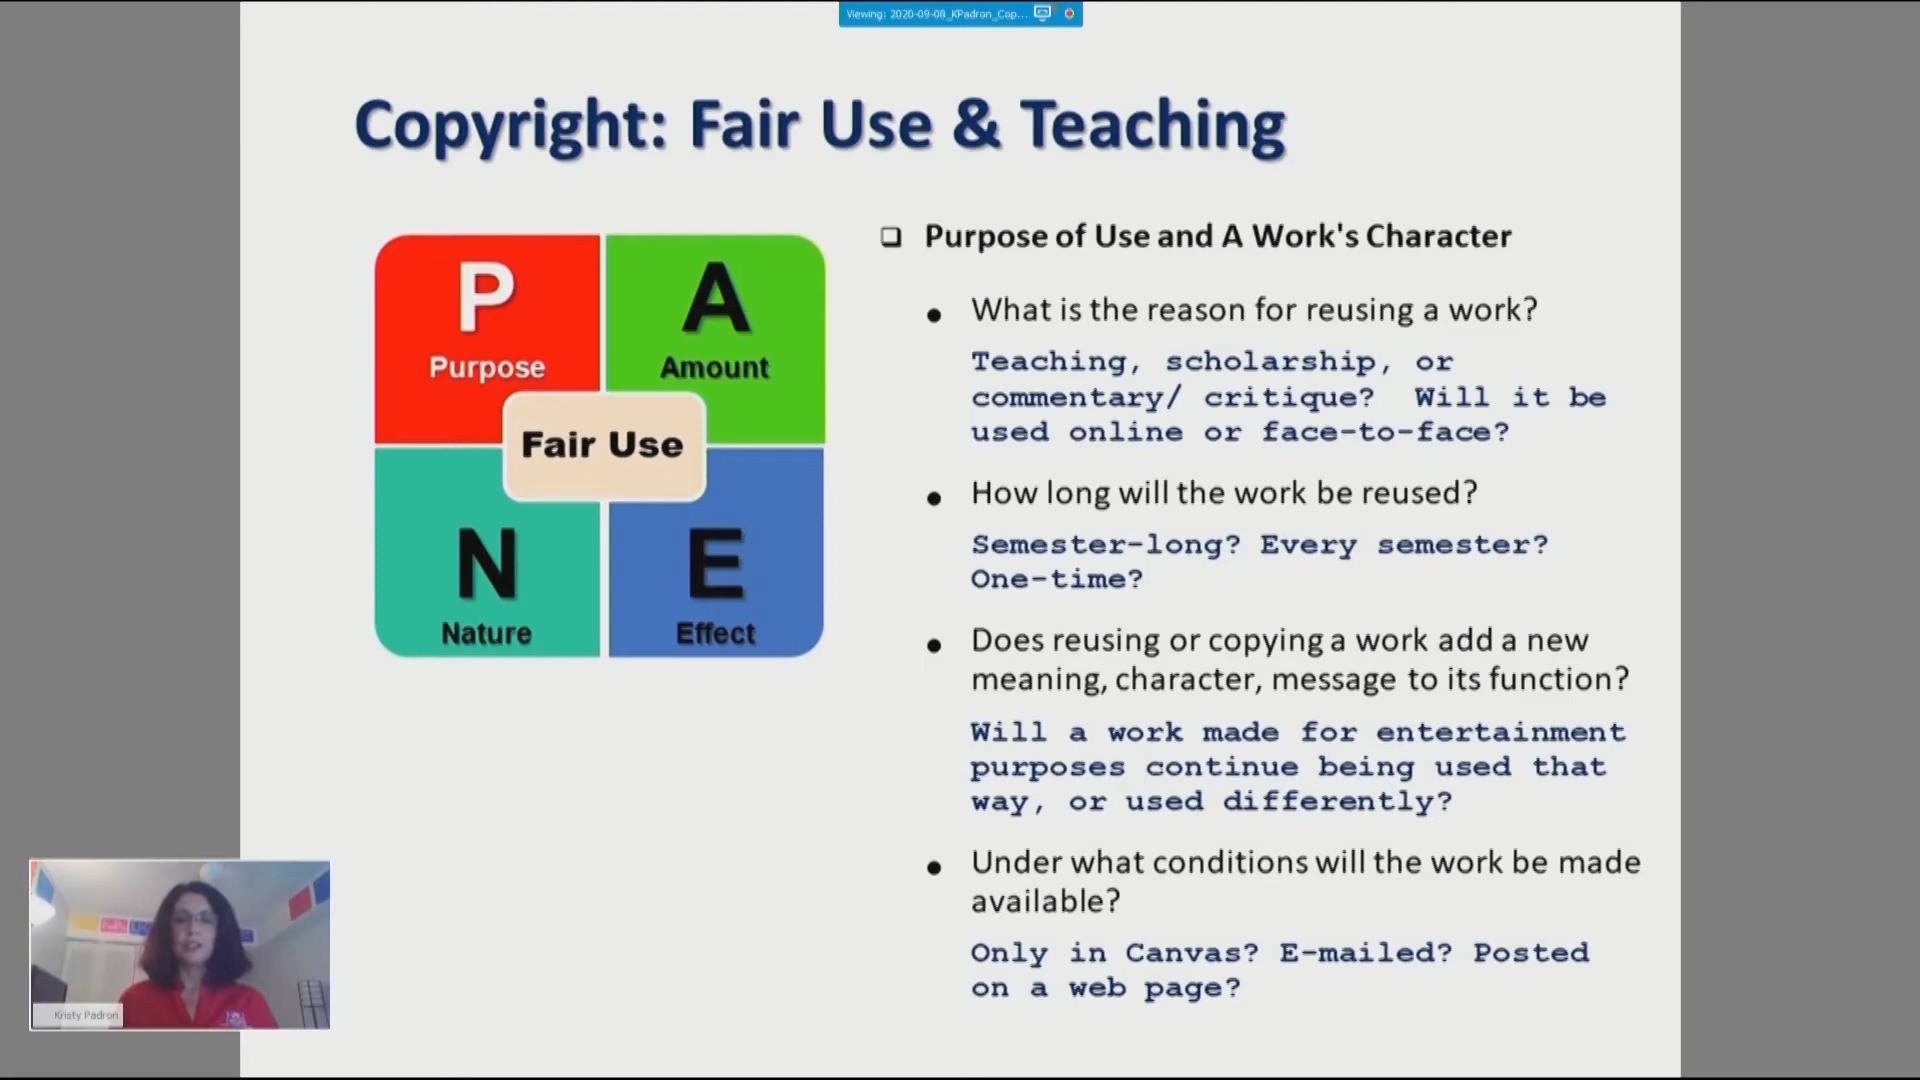 Viewing: 2020-09-08_KPadron_Cop...
Copyright: Fair Use & Teaching
P
Purpose
A
Amount
Fair Use
N
Nature
E
Effect
❑ Purpose of Use and A Work's Character
● What is the reason for reusing a work?
Teaching, scholarship, or
commentary/ critique? Will it be
used online or face-to-face?
● How long will the work be reused?
Semester-long? Every semester?
One-time?
● Does reusing or copying a work add a new
meaning, character, message to its function?
Will a work made for entertainment
purposes continue being used that
way, or used differently?
● Under what conditions will the work be made
available?
Only in Canvas? E-mailed? Posted
on a web page?
Kristy Padron